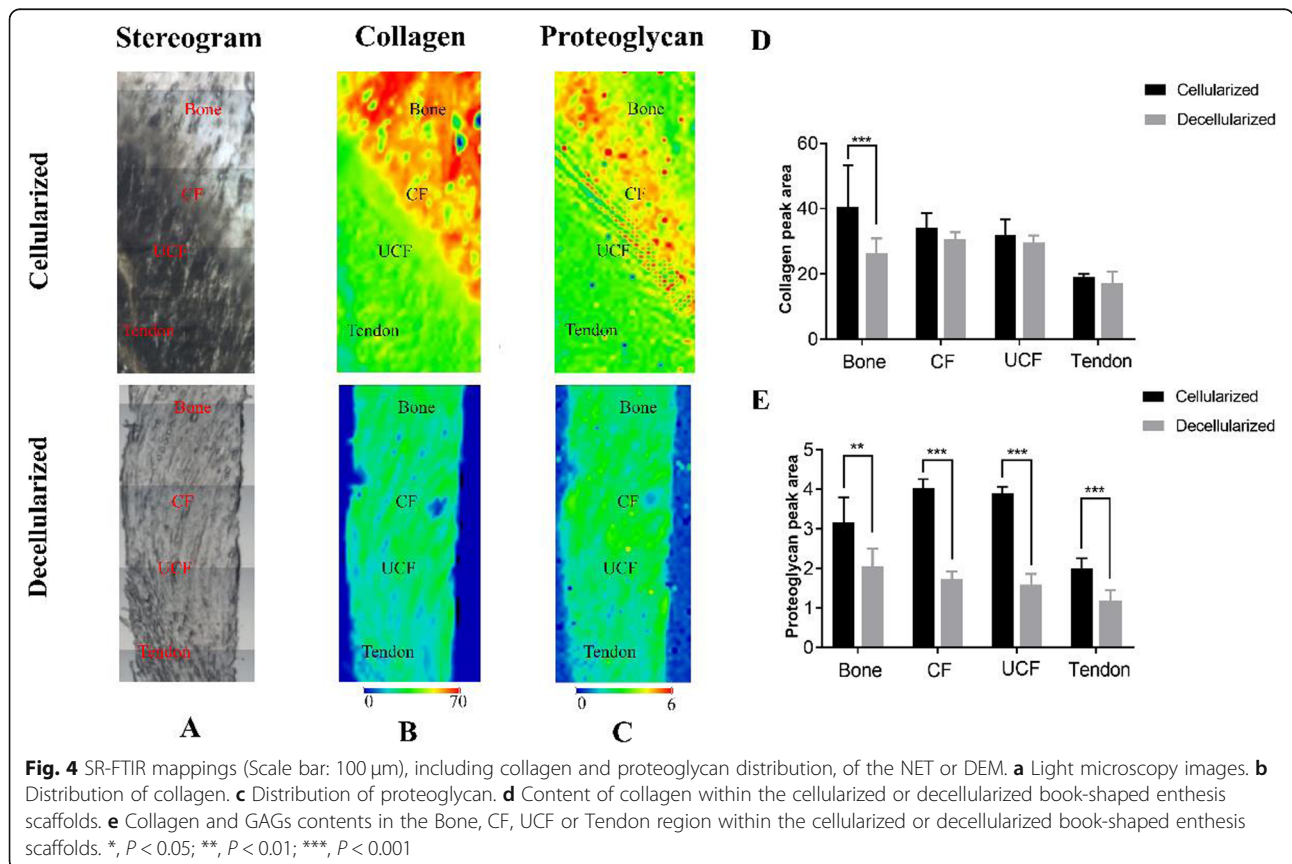 Stereogram
Collagen
Proteoglycan
Cellularized
Bone
CF
UCF
Tendon
Bone
CF
UCF
Tendon
Bone
CF
UCF
Tendon
Decellularized
Bone
CF
UCF
Tendon
Bone
CF
UCF
Tendon
Bone
CF
UCF
Tendon
0 70
0 6
A
B
C
D
Cellularized
Decellularized
Collagen peak area
60
40
20
0
***
Bone CF UCF Tendon
E
Cellularized
Decellularized
Proteoglycan peak area
5
4
3
2
1
0
** *** *** ***
Bone CF UCF Tendon
Fig. 4 SR-FTIR mappings (Scale bar: 100 μm), including collagen and proteoglycan distribution, of the NET or DEM. a Light microscopy images. b
Distribution of collagen. c Distribution of proteoglycan. d Content of collagen within the cellularized or decellularized book-shaped enthesis
scaffolds. e Collagen and GAGs contents in the Bone, CF, UCF or Tendon region within the cellularized or decellularized book-shaped enthesis
scaffolds. *, P < 0.05; **, P < 0.01; ***, P < 0.001